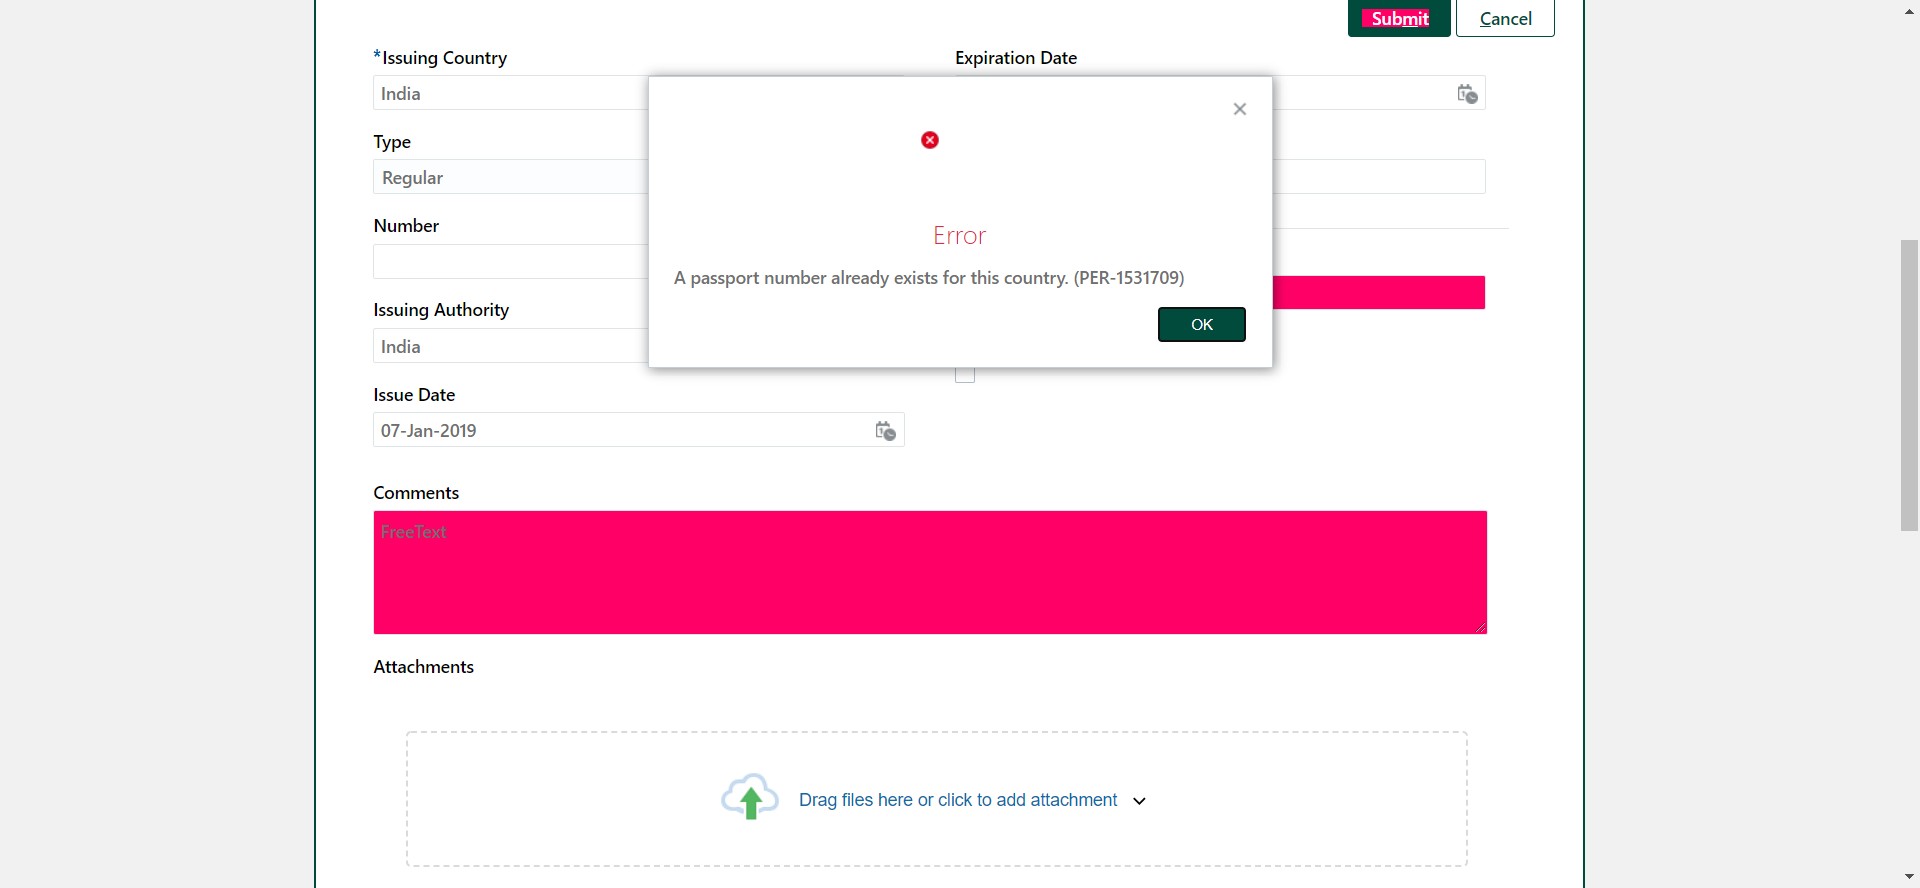 Submit
Cancel
*Issuing Country
Expiration Date
India
Type
Regular
Number
Issuing Authority
India
Issue Date
07-Jan-2019
Error
A passport number already exists for this country. (PER-1531709)
OK
Comments
FreeText
Attachments
Drag files here or click to add attachment